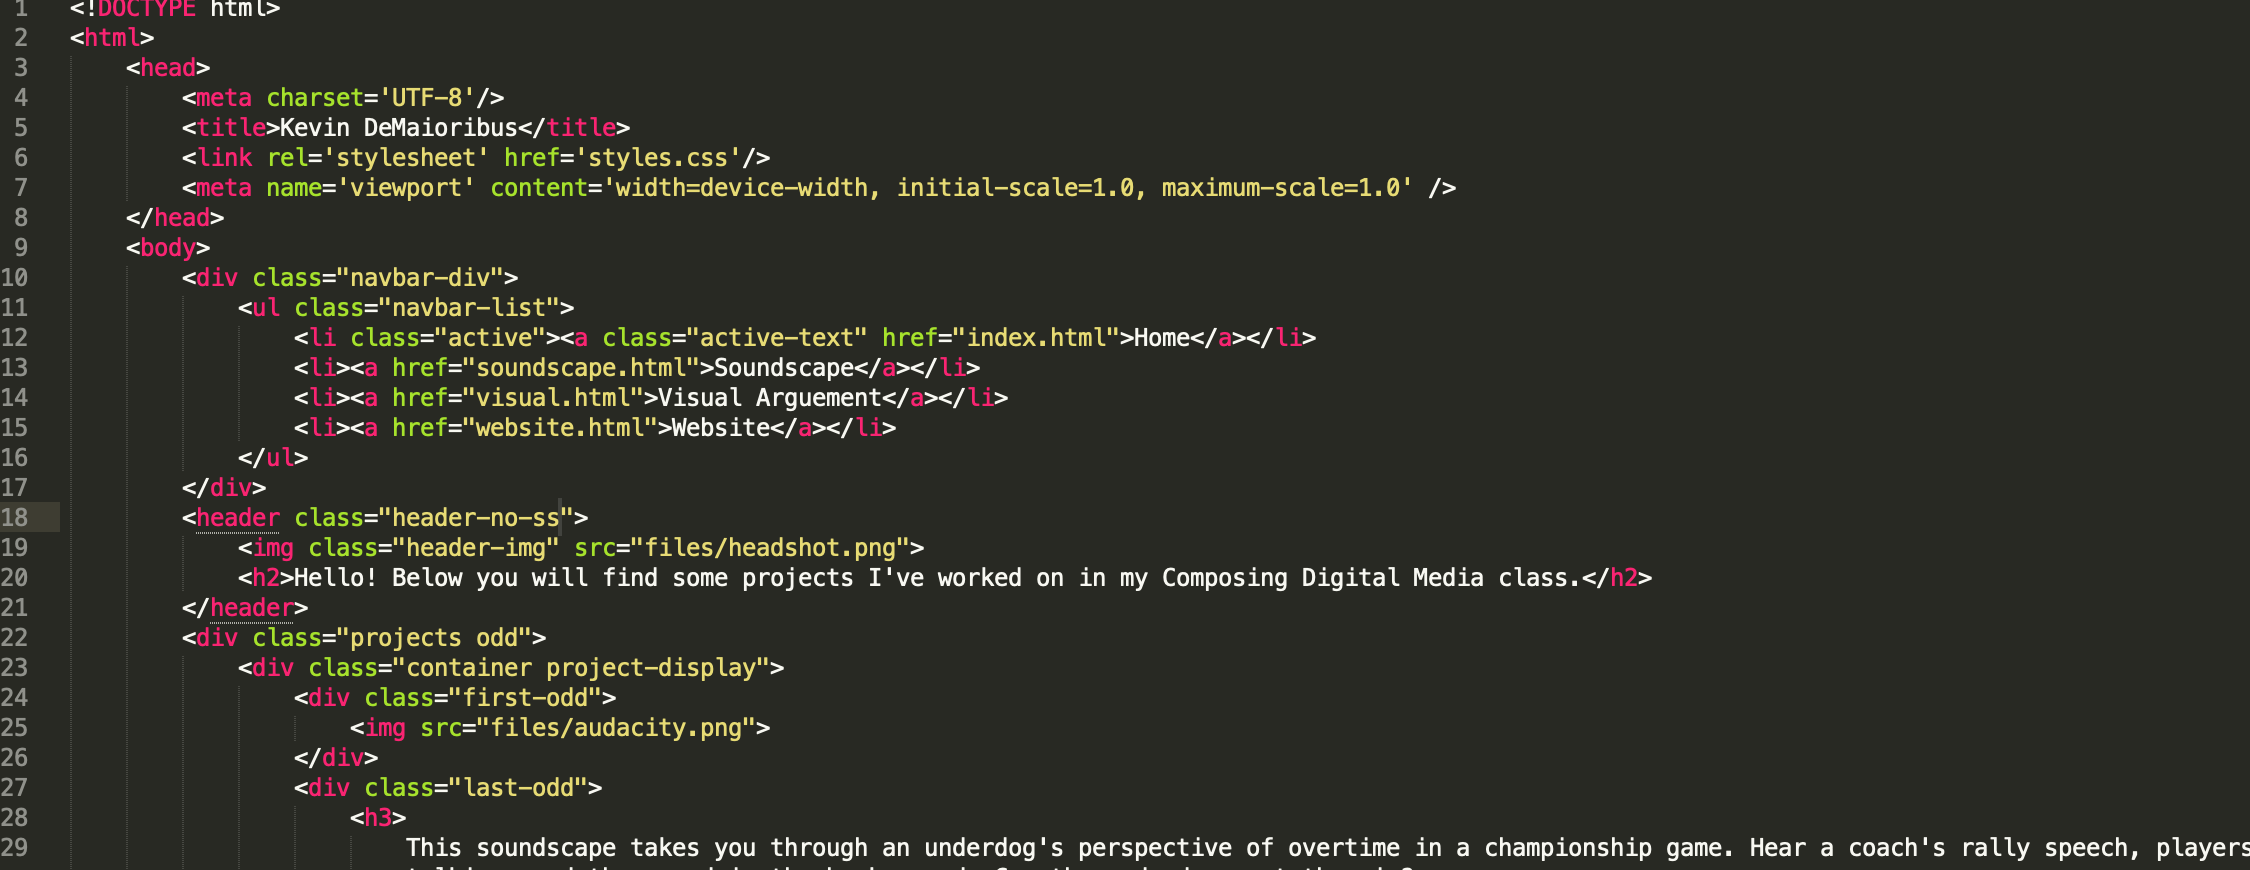 1 <!DOCTYPE html>
2 <html>
3 <head>
4 <meta charset='UTF-8'/>
5 <title>Kevin DeMaioribus</title>
6 <link rel='stylesheet' href='styles.css'/>
7 <meta name='viewport' content='width=device-width, initial-scale=1.0, maximum-scale=1.0' />
8 </head>
9 <body>
10 <div class="navbar-div">
11 <ul class="navbar-list">
12 <li class="active"><a class="active-text" href="index.html">Home</a></li>
13 <li><a href="soundscape.html">Soundscape</a></li>
14 <li><a href="visual.html">Visual Arguement</a></li>
15 <li><a href="website.html">Website</a></li>
16 </ul>
17 </div>
18 <header class="header-no-ss">
19 <img class="header-img" src="files/headshot.png">
20 <h2>Hello! Below you will find some projects I've worked on in my Composing Digital Media class.</h2>
21 </header>
22 <div class="projects odd">
23 <div class="container project-display">
24 <div class="first-odd">
25 <img src="files/audacity.png">
26 </div>
27 <div class="last-odd">
28 <h3>
29 This soundscape takes you through an underdog's perspective of overtime in a championship game. Hear a coach's rally speech, players